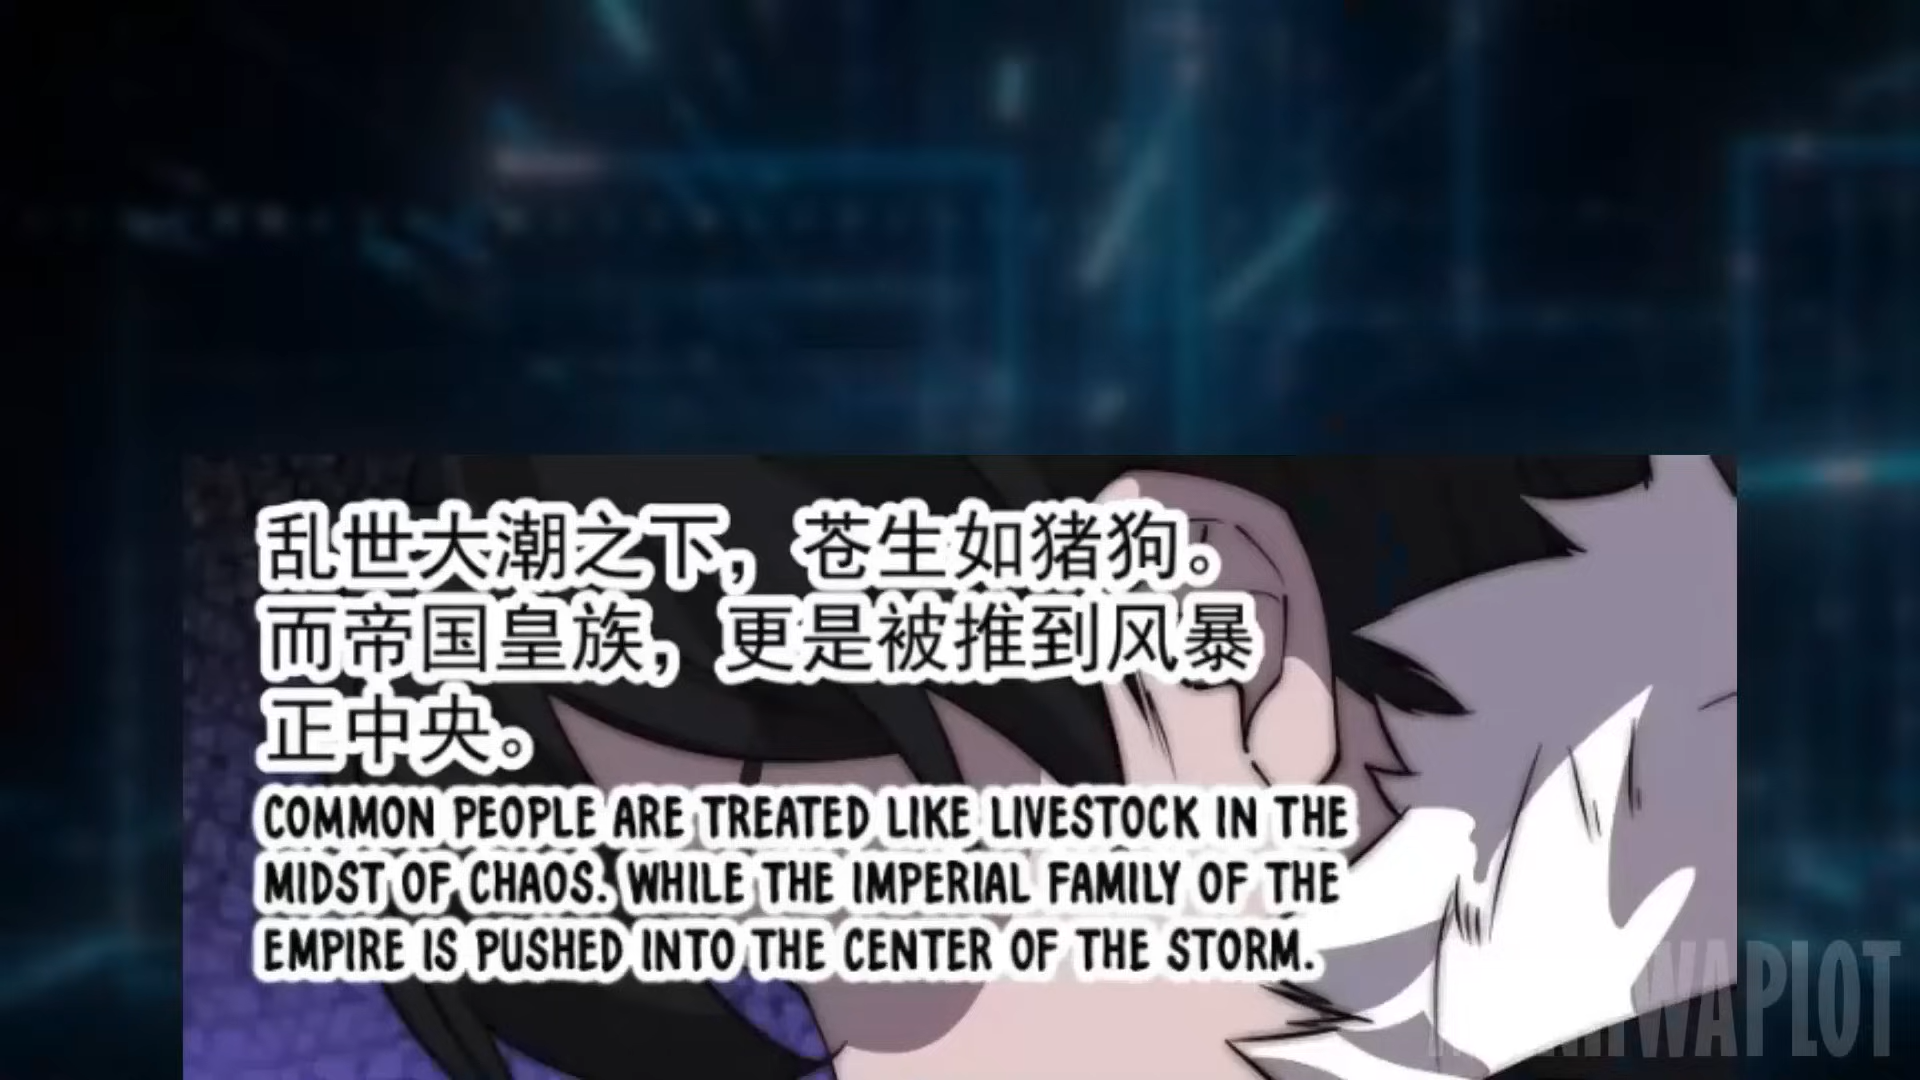 乱世大潮之下，苍生如猪狗。
而帝国皇族，更是被推到风暴
正中央。
COMMON PEOPLE ARE TREATED LIKE LIVESTOCK IN THE
MIDST OF CHAOS. WHILE THE IMPERIAL FAMILY OF THE
EMPIRE IS PUSHED INTO THE CENTER OF THE STORM.